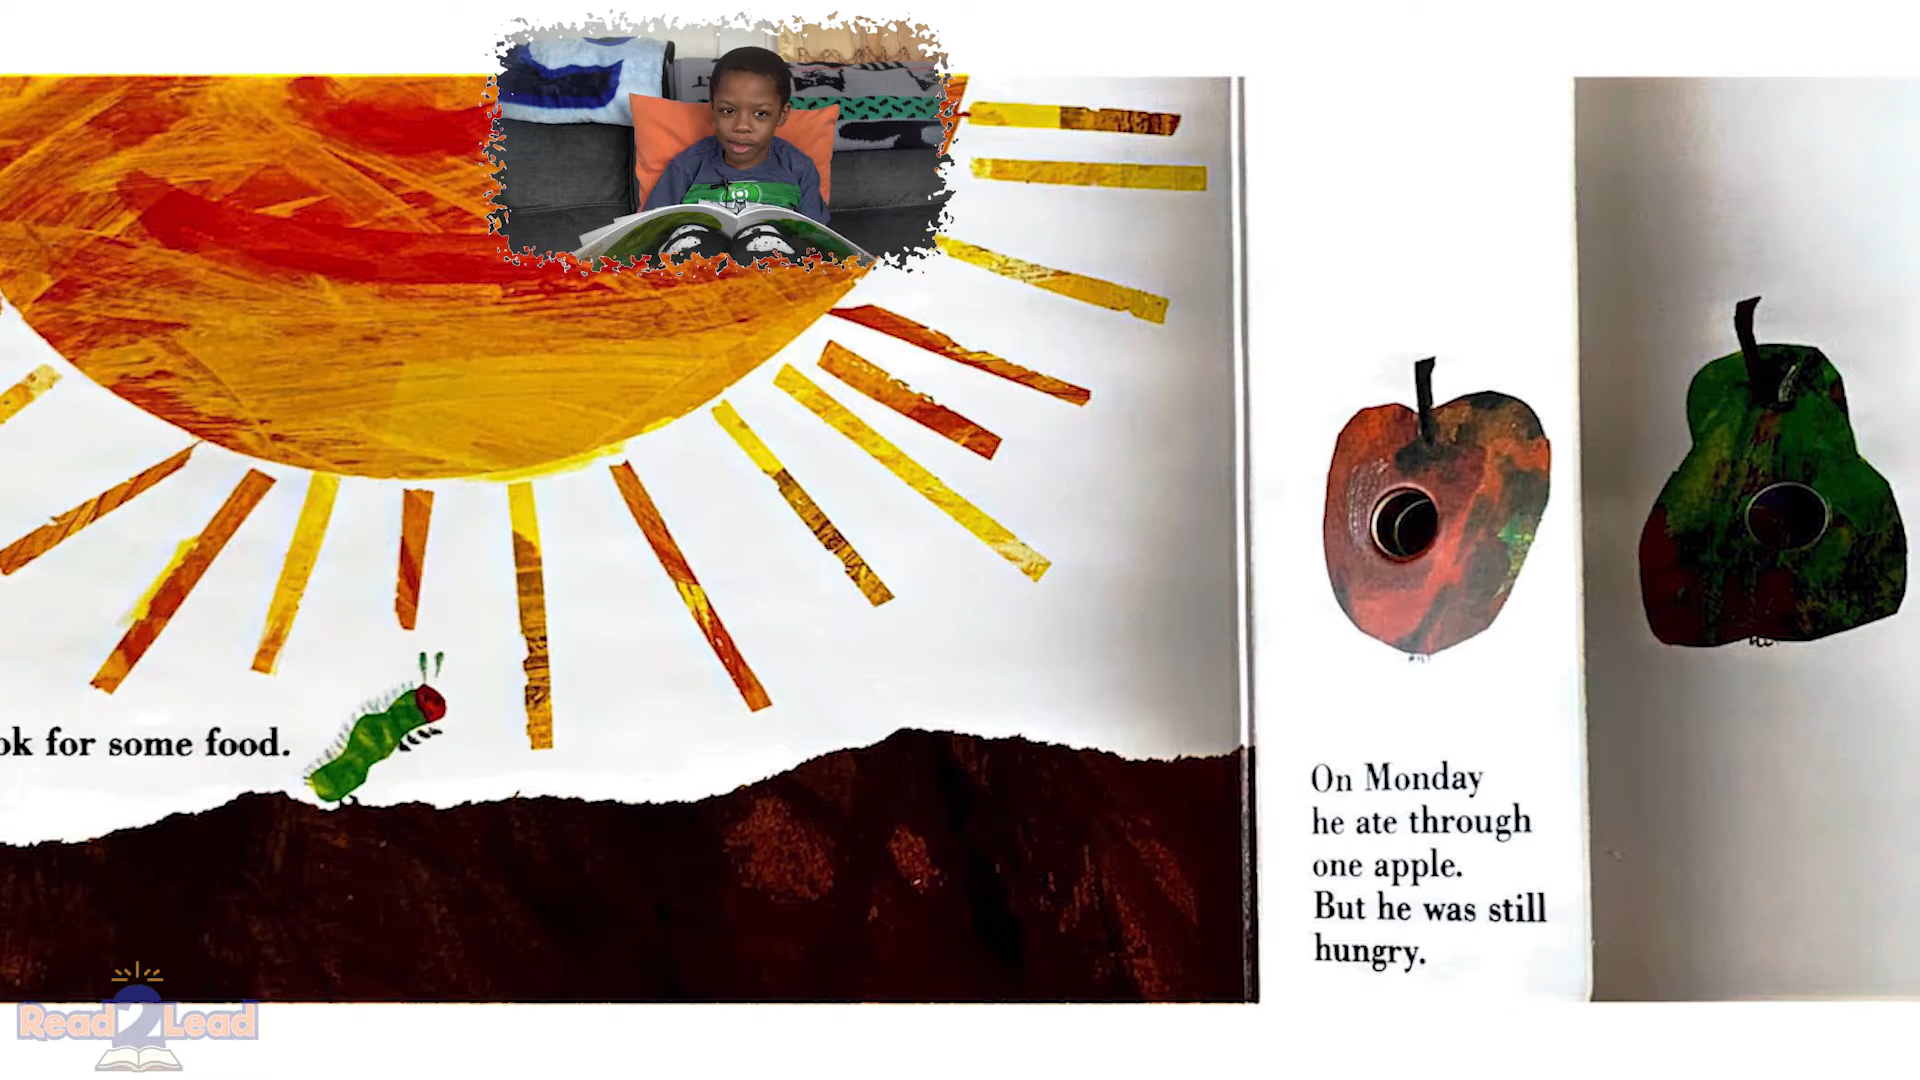 ok for some food.
On Monday
he ate through
one apple.
But he was still
hungry.
Read2Lead